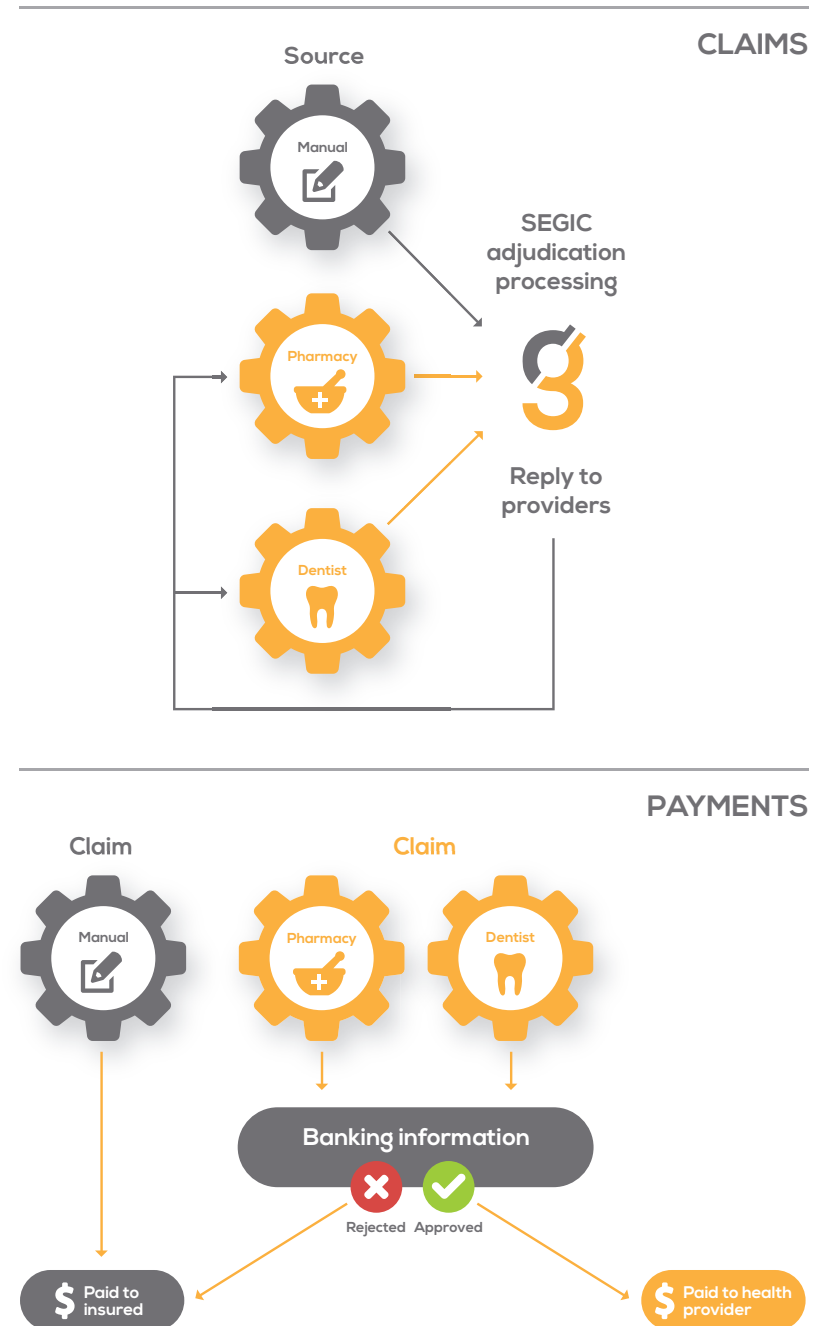 CLAIMS
Source
Manual
SEGIC
adjudication
processing
Pharmacy
Reply to
providers
Dentist
PAYMENTS
Claim
Claim
Manual
Pharmacy
Dentist
Banking information
Rejected
Approved
$ Paid to
insured
$ Paid to health
provider